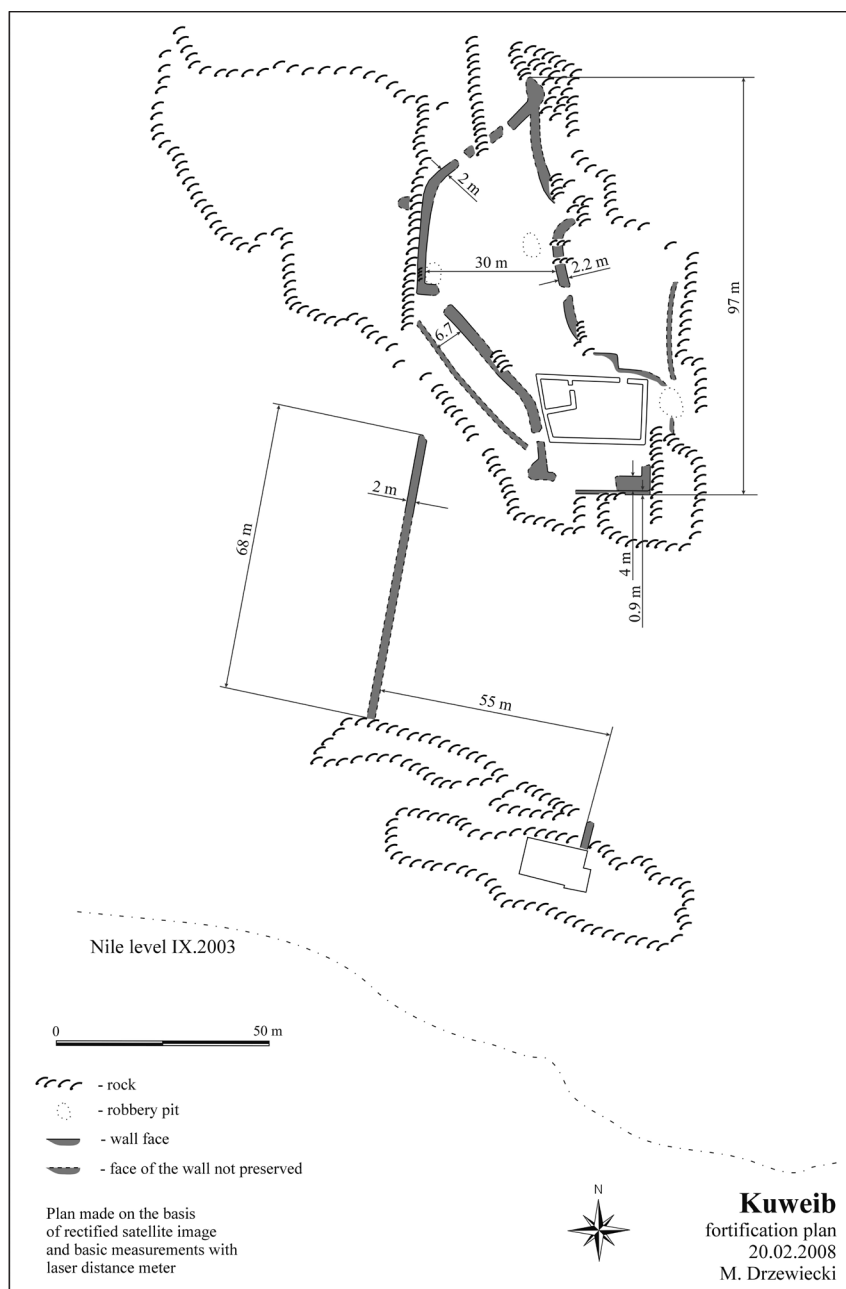 2 m
30 m
2.2 m
97 m
6.7
2 m
68 m
4 m
0.9 m
55 m
Nile level IX.2003
0 50 m
- rock
- robbery pit
- wall face
- face of the wall not preserved
Plan made on the basis
of rectified satellite image
and basic measurements with
laser distance meter
N
Kuweib
fortification plan
20.02.2008
M. Drzewiecki